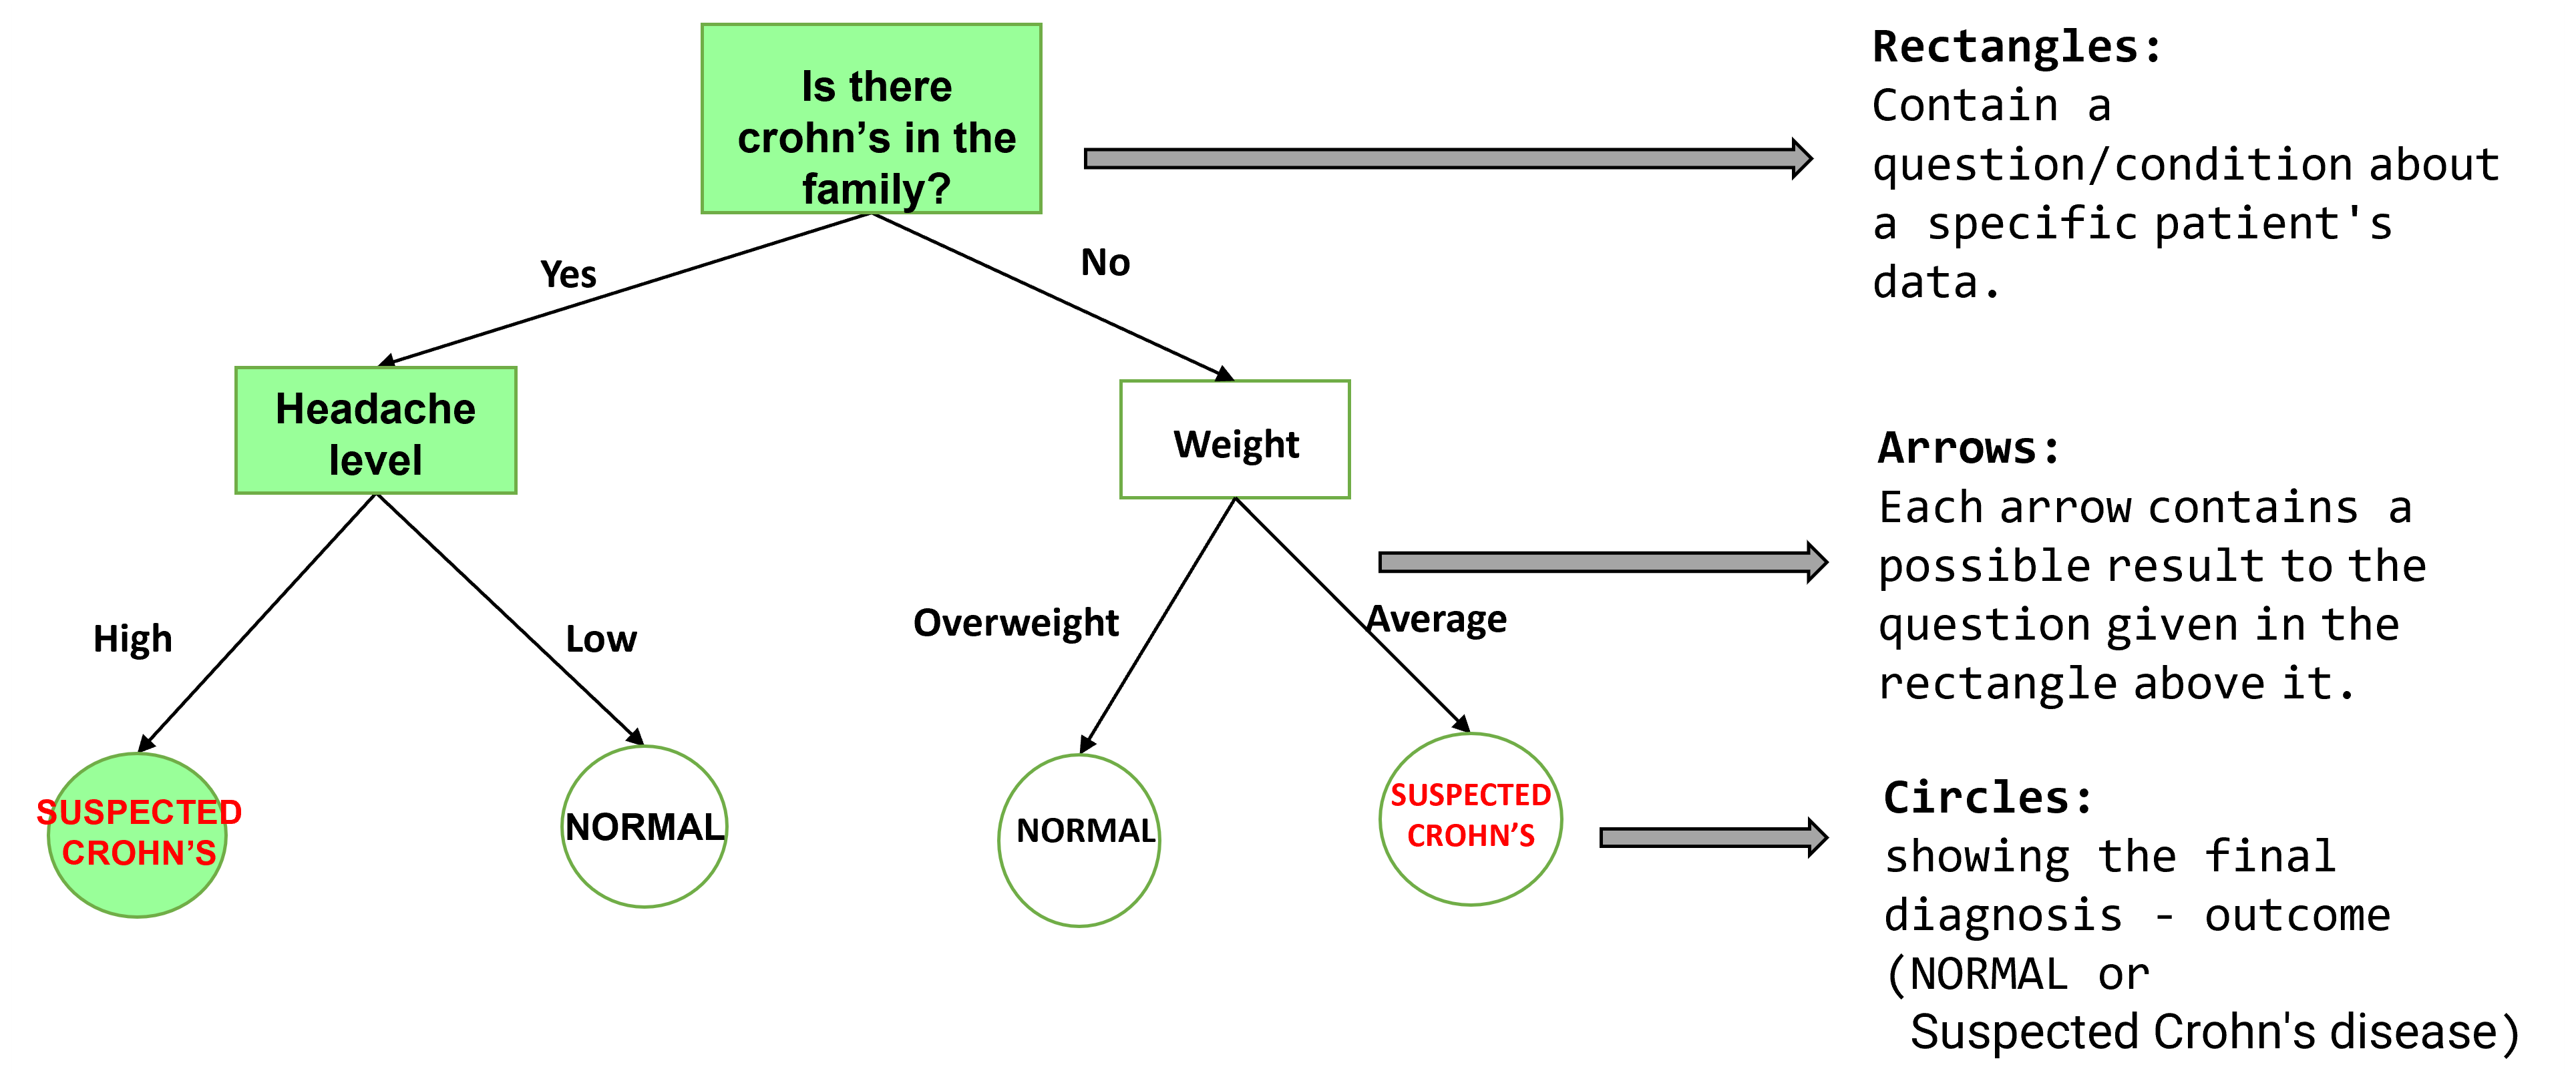 Is there
crohn’s in the
family?
Yes
No
Headache
level
Weight
High
Low
Overweight
Average
SUSPECTED
CROHN’S
NORMAL
NORMAL
SUSPECTED
CROHN’S
Rectangles:
Contain a
question/condition about
a specific patient's
data.
Arrows:
Each arrow contains a
possible result to the
question given in the
rectangle above it.
Circles:
showing the final
diagnosis - outcome
(NORMAL or
Suspected Crohn's disease)